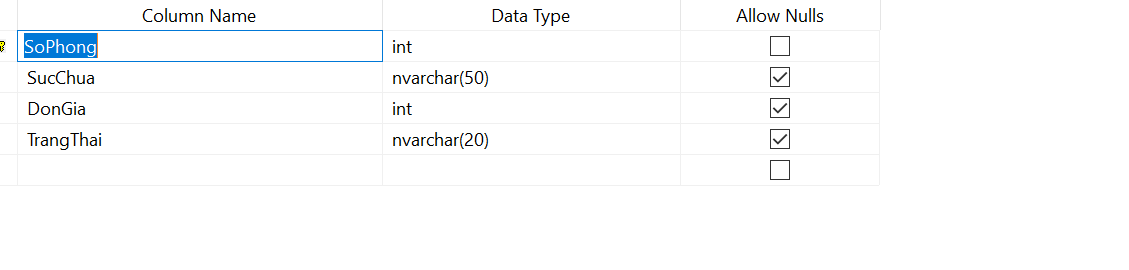 Column Name Data Type Allow Nulls
SoPhong int
SucChua nvarchar(50)
DonGia int
TrangThai nvarchar(20)